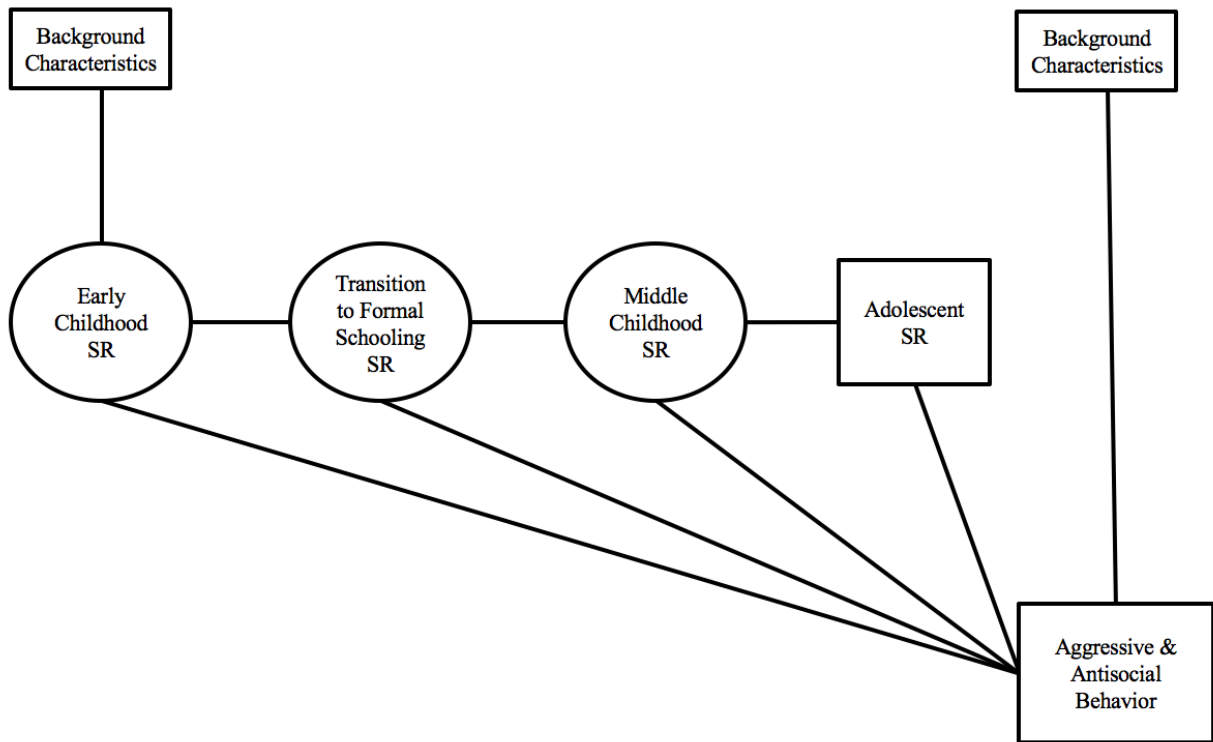 Background
Characteristics
Background
Characteristics
Early
Childhood
SR
Transition
to Formal
Schooling
SR
Middle
Childhood
SR
Adolescent
SR
Aggressive &
Antisocial
Behavior